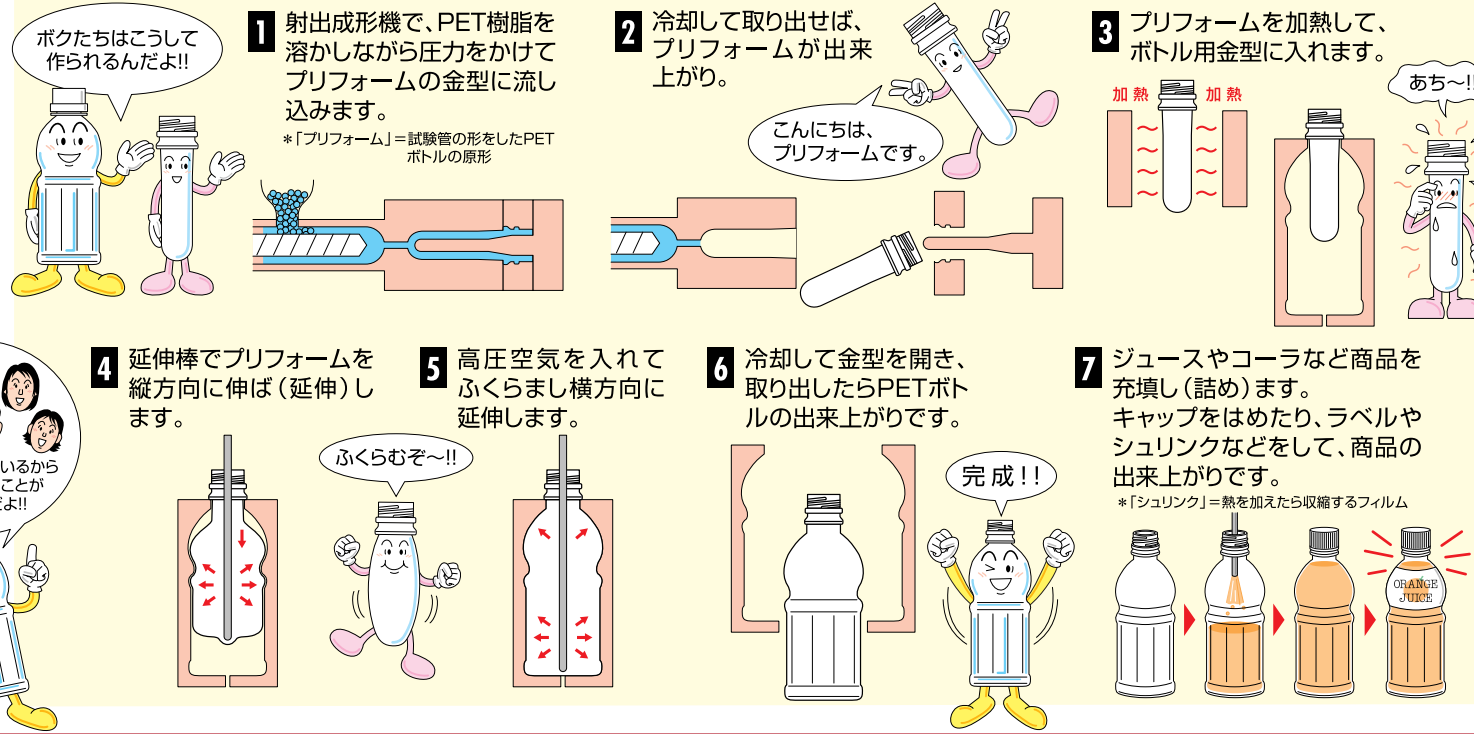 ボクたちはこうして
作られるんだよ!!
1
射出成形機で、PET樹脂を
溶かしながら圧力をかけて
プリフォームの金型に流し
込みます。
＊「プリフォーム」＝試験管の形をしたPET
ボトルの原形
2
冷却して取り出せば、
プリフォームが出来
上がり。
こんにちは、
プリフォームです。
3
プリフォームを加熱して、
ボトル用金型に入れます。
加熱
加熱
あち〜!!
いるから
ことが
だよ!!
4
延伸棒でプリフォームを
縦方向に伸ば（延伸）し
ます。
ふくらむぞ〜!!
5
高圧空気を入れて
ふくらまし横方向に
延伸します。
6
冷却して金型を開き、
取り出したらPETボト
ルの出来上がりです。
完成!!
7
ジュースやコーラなど商品を
充填し（詰め）ます。
キャップをはめたり、ラベルや
シュリンクなどをして、商品の
出来上がりです。
＊「シュリンク」＝熱を加えたら収縮するフィルム
ORANGE
JUICE